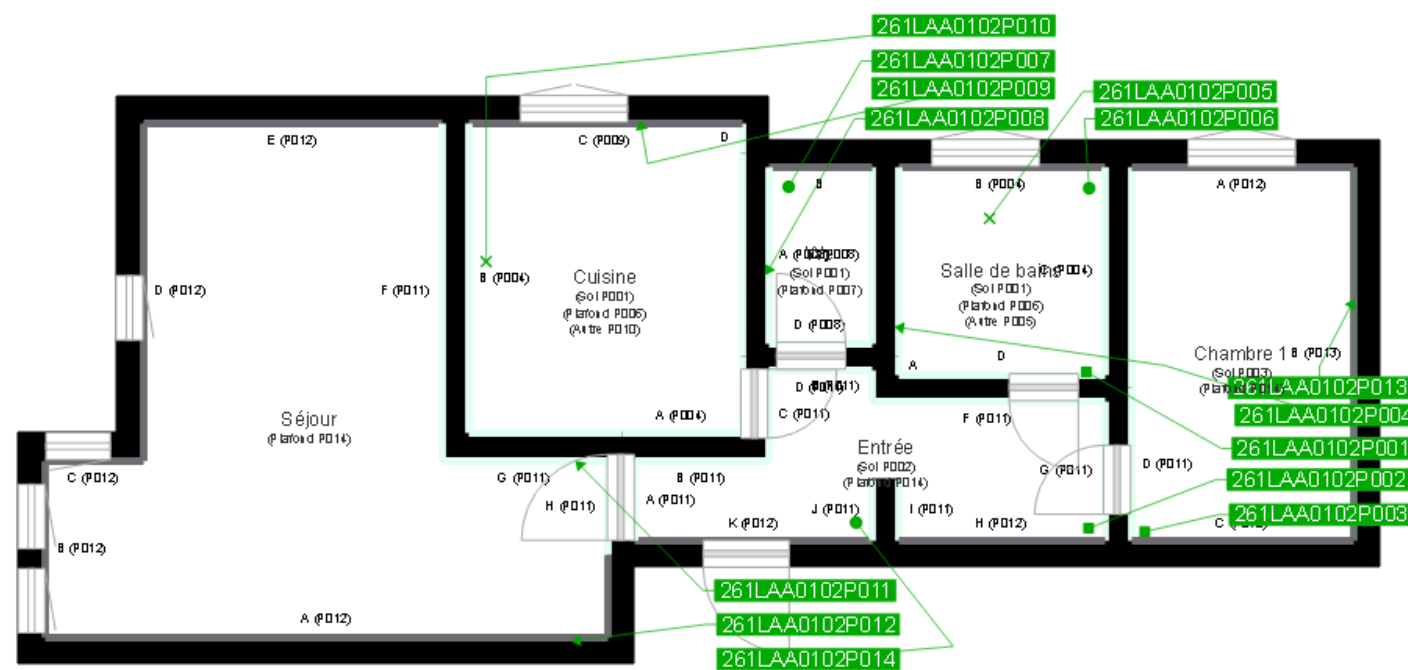 261LAA0102P010
261LAA0102P007
261LAA0102P009
261LAA0102P008
261LAA0102P005
261LAA0102P006
E (P012)
C (P009)
D
B
B (P004)
A (P012)
D (P012)
F (P011)
B (P004)
Cuisine
(Sol P001)
(Plafond P006)
(Autre P010)
(Sol P001)
(Plafond P007)
D (P008)
Salle de bains
(Sol P001)
(Plafond P006)
(Autre P005)
D
A
Chambre 1
B (P013)
(Sol P003)
261LAA0102P013
261LAA0102P004
261LAA0102P001
261LAA0102P002
261LAA0102P003
Séjour
(Plafond P014)
A (P004)
C (P011)
F (P011)
Entrée
(Sol P002)
(Plafond P014)
G (P011)
D (P011)
C (P012)
G (P011)
H (P011)
B (P011)
A (P011)
J (P011)
I (P011)
K (P012)
H (P012)
B (P012)
A (P012)
261LAA0102P011
261LAA0102P012
261LAA0102P014